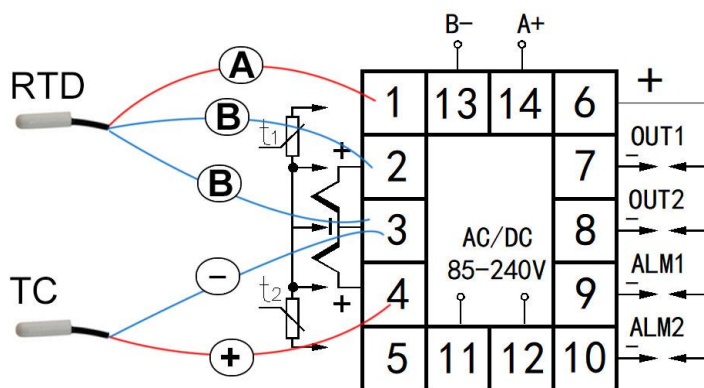 B- A+
RTD
A
B
B
t1
+
+
1 13 14 6
+
2
7
OUT1
-
3
8
OUT2
-
AC/DC
85-240V
TC
-
+
t2
4
9
ALM1
-
5 11 12 10
ALM2
-